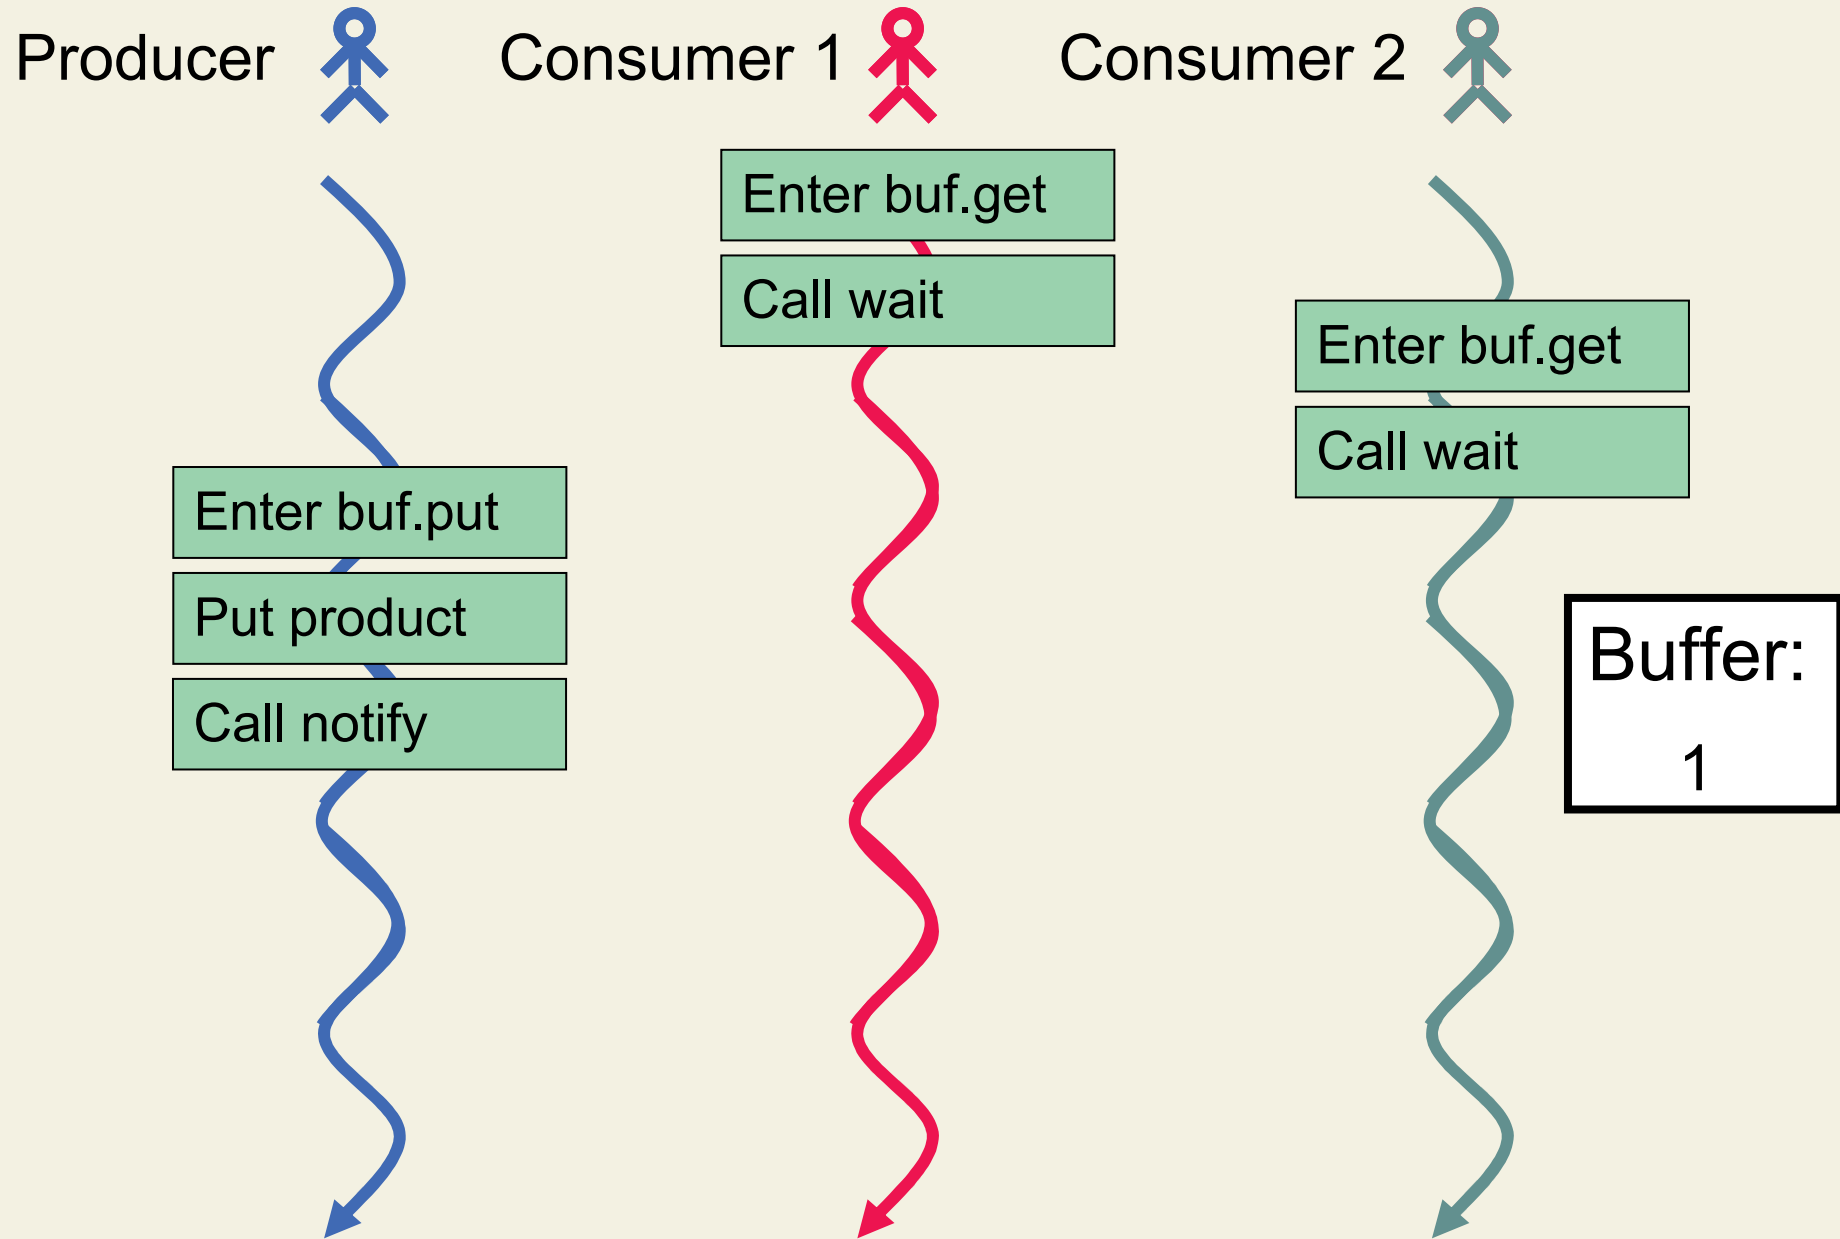 Producer
Consumer 1
Consumer 2
Enter buf.get
Call wait
Enter buf.get
Call wait
Enter buf.put
Put product
Call notify
Buffer:
1